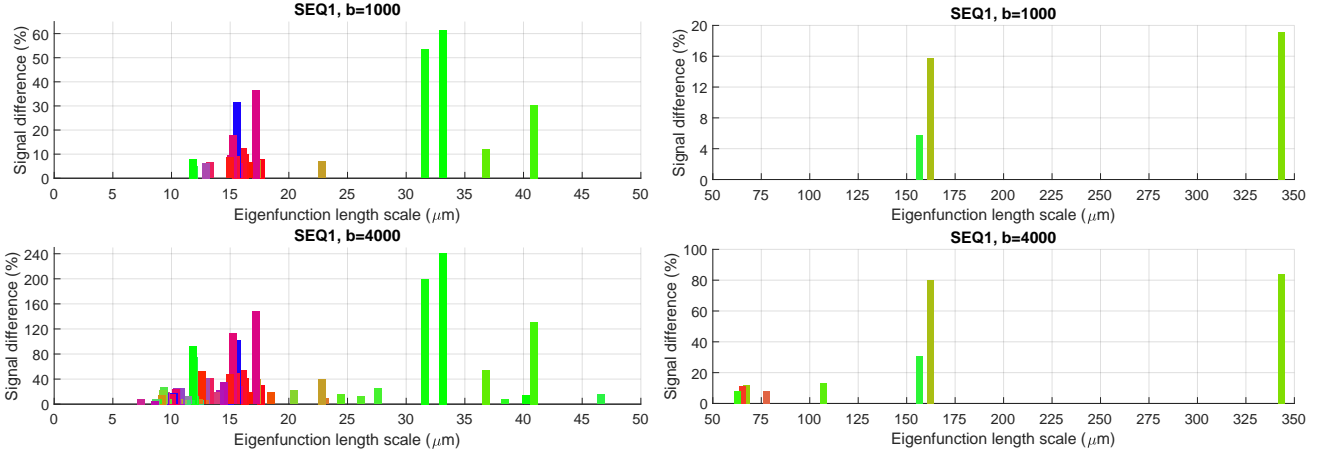 SEQ1, b=1000
Signal difference (%)
60
50
40
30
20
10
0
0 5 10 15 20 25 30 35 40 45 50
Eigenfunction length scale (μm)
SEQ1, b=1000
Signal difference (%)
20
16
12
8
4
0
50 75 100 125 150 175 200 225 250 275 300 325 350
Eigenfunction length scale (μm)
SEQ1, b=4000
Signal difference (%)
240
200
160
120
80
40
0
0 5 10 15 20 25 30 35 40 45 50
Eigenfunction length scale (μm)
SEQ1, b=4000
Signal difference (%)
100
80
60
40
20
0
50 75 100 125 150 175 200 225 250 275 300 325 350
Eigenfunction length scale (μm)